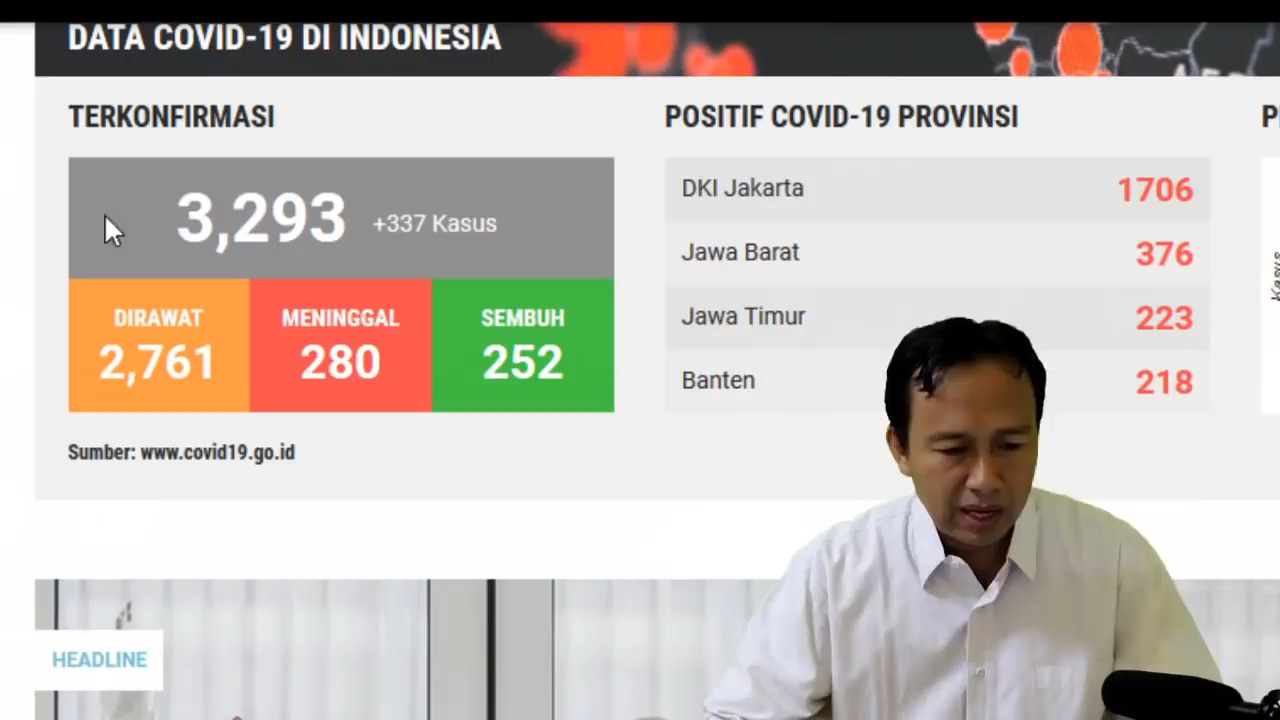 DATA COVID-19 DI INDONESIA
TERKONFIRMASI
3,293 +337 Kasus
DIRAWAT
2,761
MENINGGAL
280
SEMBUH
252
Sumber: www.covid19.go.id
POSITIF COVID-19 PROVINSI
DKI Jakarta 1706
Jawa Barat 376
Jawa Timur 223
Banten 218
Kasus
HEADLINE